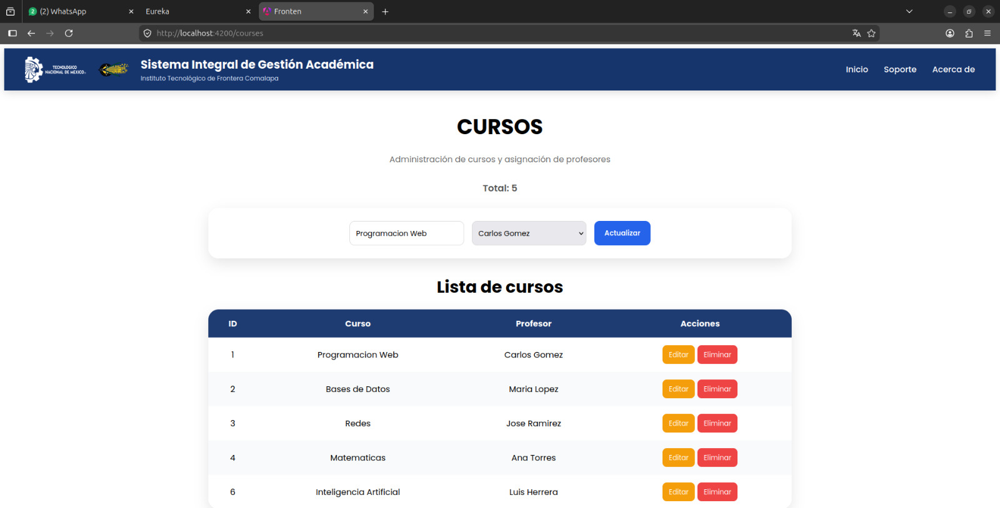 2 (2) WhatsApp
Eureka
Fronten
http://localhost:4200/courses
TECNOLÓGICO
NACIONAL DE MÉXICO
Sistema Integral de Gestión Académica
Instituto Tecnológico de Frontera Comalapa
Inicio Soporte Acerca de
CURSOS
Administración de cursos y asignación de profesores
Total: 5
Programacion Web Carlos Gomez Actualizar
Lista de cursos
ID Curso Profesor Acciones
1 Programacion Web Carlos Gomez Editar Eliminar
2 Bases de Datos Maria Lopez Editar Eliminar
3 Redes Jose Ramirez Editar Eliminar
4 Matematicas Ana Torres Editar Eliminar
6 Inteligencia Artificial Luis Herrera Editar Eliminar